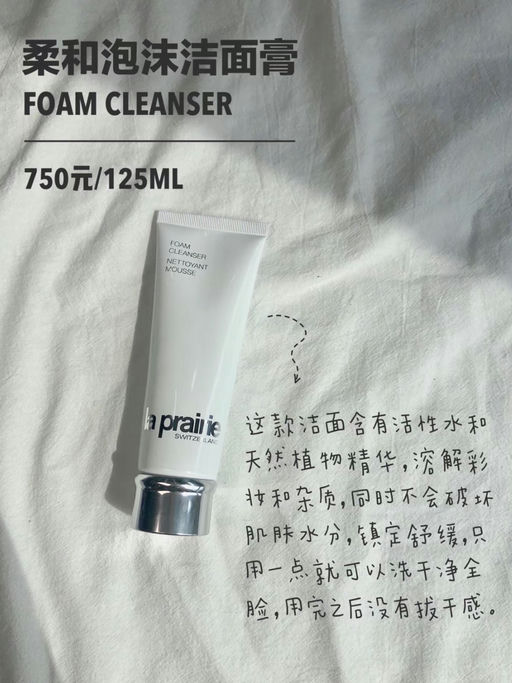 柔和泡沫洁面膏
FOAM CLEANSER
750元/125ML
FOAM
CLEANSER
NETTOYANT
MOUSSE
la prairie
SWITZERLAND
这款洁面含有活性水和
天然植物精华,溶解彩
妆和杂质,同时不会破坏
肌肤水分,镇定舒缓,只
用一点就可以洗干净全
脸,用完之后没有拔干感。